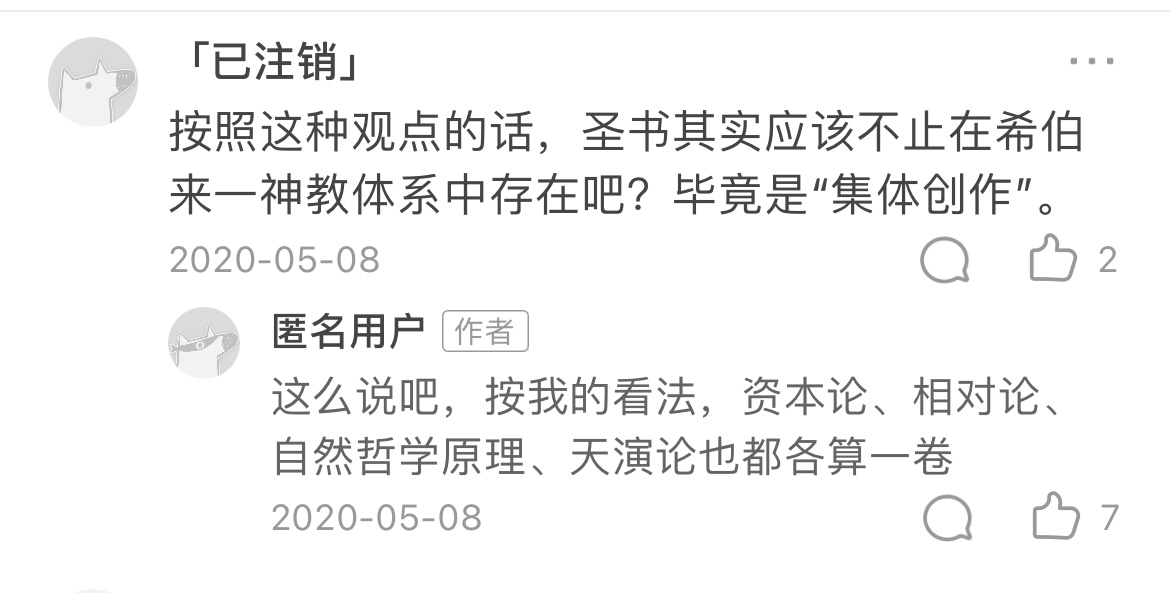 「已注销」
按照这种观点的话，圣书其实应该不止在希伯
来一神教体系中存在吧？毕竟是“集体创作”。
2020-05-08
2
匿名用户 作者
这么说吧，按我的看法，资本论、相对论、
自然哲学原理、天演论也都各算一卷
2020-05-08
7